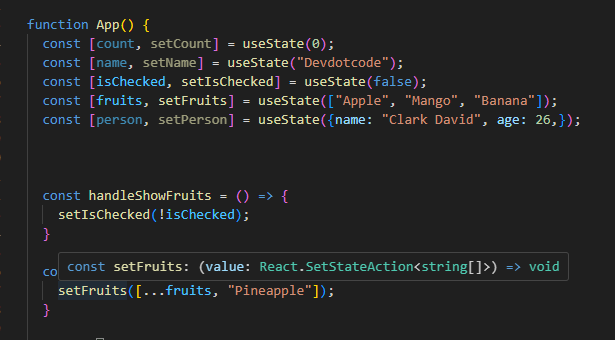 function App() {
const [count, setCount] = useState(0);
const [name, setName] = useState("Devdotcode");
const [isChecked, setIsChecked] = useState(false);
const [fruits, setFruits] = useState(["Apple", "Mango", "Banana"]);
const [person, setPerson] = useState({name: "Clark David", age: 26,});
const handleShowFruits = () => {
setIsChecked(!isChecked);
}
co
const setFruits: (value: React.SetStateAction<string[]>) => void
setFruits([...fruits, "Pineapple"]);
}